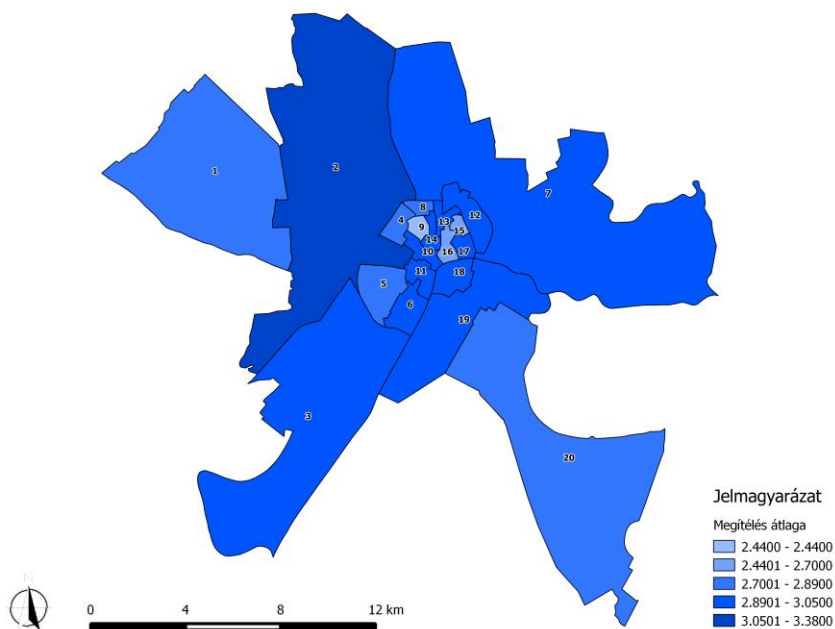 1
2
7
8
4
9
13
12
15
14
10
16
17
11
18
5
6
19
3
20
Jelmagyarázat
Megítélés átlaga
2.4400 - 2.4400
2.4401 - 2.7000
2.7001 - 2.8900
2.8901 - 3.0500
3.0501 - 3.3800
N
0 4 8 12 km